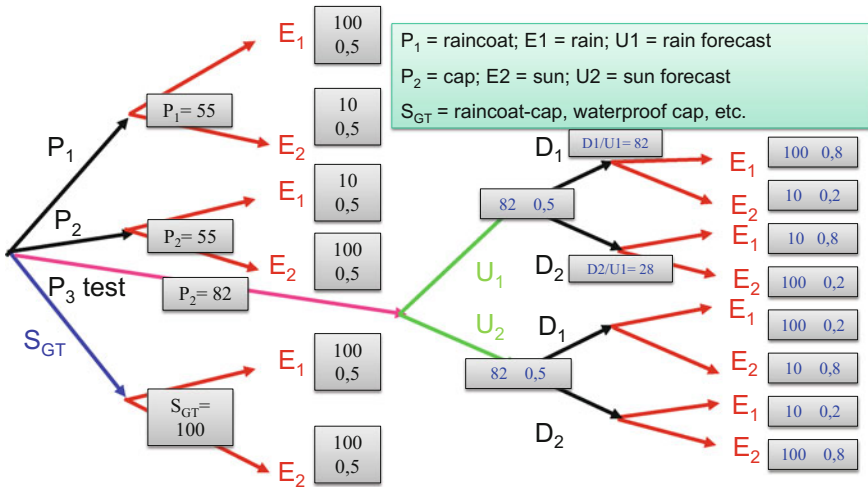 P₁ = raincoat; E1 = rain; U1 = rain forecast
P₂ = cap; E2 = sun; U2 = sun forecast
S_GT = raincoat-cap, waterproof cap, etc.
P₁
P₁= 55
E₁
100
0,5
E₂
10
0,5
P₂
P₂= 55
E₁
10
0,5
E₂
100
0,5
P₃ test
P₂= 82
S_GT
S_GT=
100
E₁
100
0,5
E₂
100
0,5
U₁
82 0,5
D₁
D1/U1= 82
E₁
100 0,8
E₂
10 0,2
D₂
D2/U1= 28
E₁
10 0,8
E₂
100 0,2
U₂
82 0,5
D₁
E₁
100 0,2
E₂
10 0,8
D₂
E₁
10 0,2
E₂
100 0,8